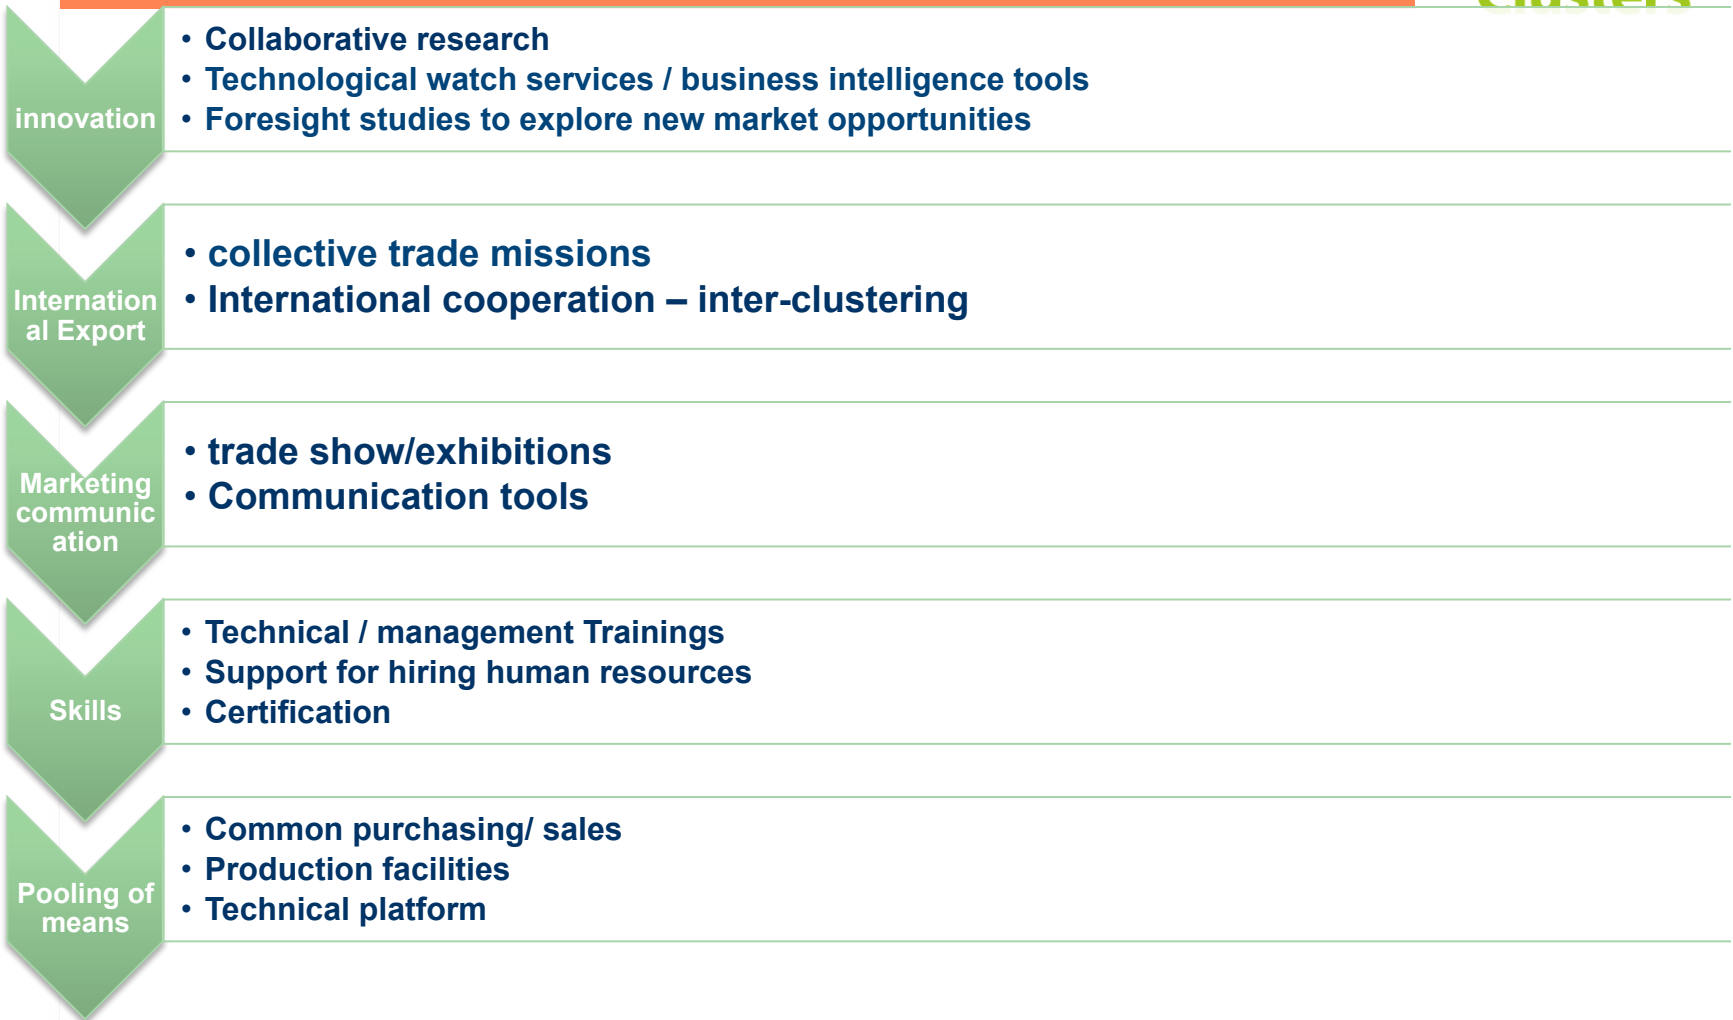 Clusters
innovation
• Collaborative research
• Technological watch services / business intelligence tools
• Foresight studies to explore new market opportunities
Internation
al Export
• collective trade missions
• International cooperation – inter-clustering
Marketing
communic
ation
• trade show/exhibitions
• Communication tools
Skills
• Technical / management Trainings
• Support for hiring human resources
• Certification
Pooling of
means
• Common purchasing/ sales
• Production facilities
• Technical platform